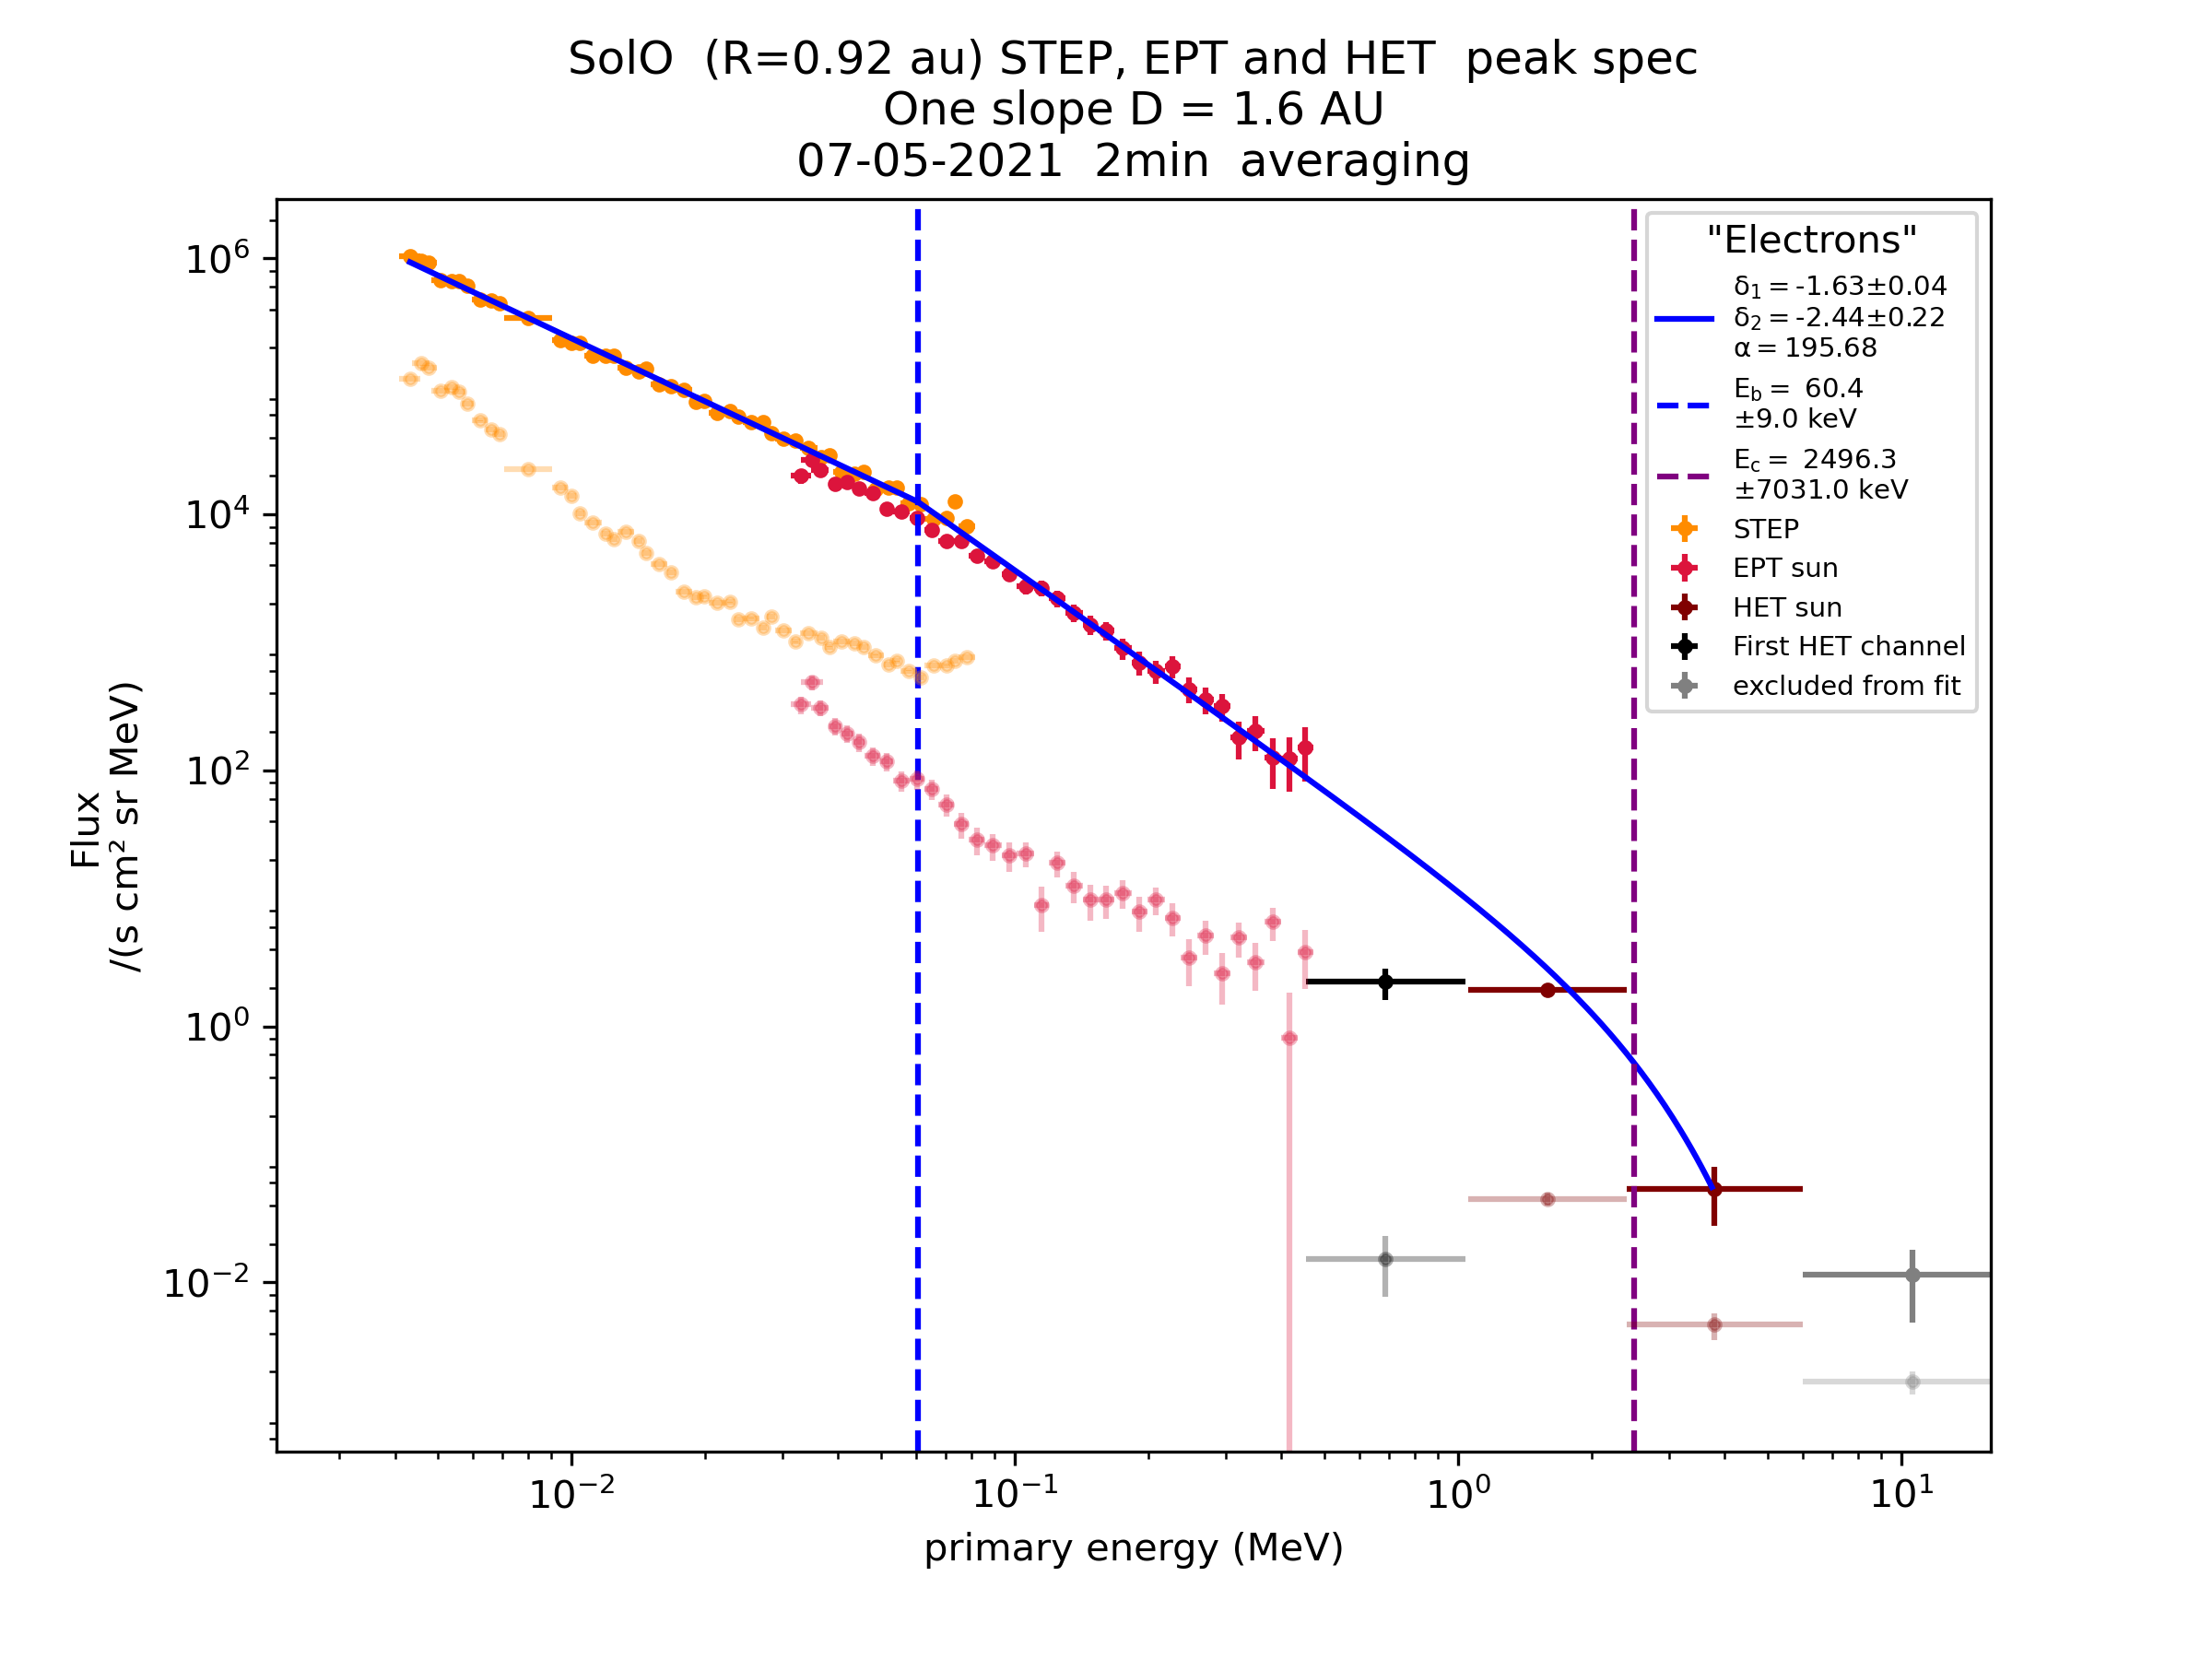 SolO (R=0.92 au) STEP, EPT and HET peak spec
One slope D = 1.6 AU
07-05-2021 2min averaging
"Electrons"
δ₁ = -1.63±0.04
δ₂ = -2.44±0.22
α = 195.68
E_b = 60.4
±9.0 keV
E_c = 2496.3
±7031.0 keV
STEP
EPT sun
HET sun
First HET channel
excluded from fit
Flux
/(s cm² sr MeV)
10⁶
10⁴
10²
10⁰
10⁻²
10⁻²
10⁻¹
10⁰
10¹
primary energy (MeV)